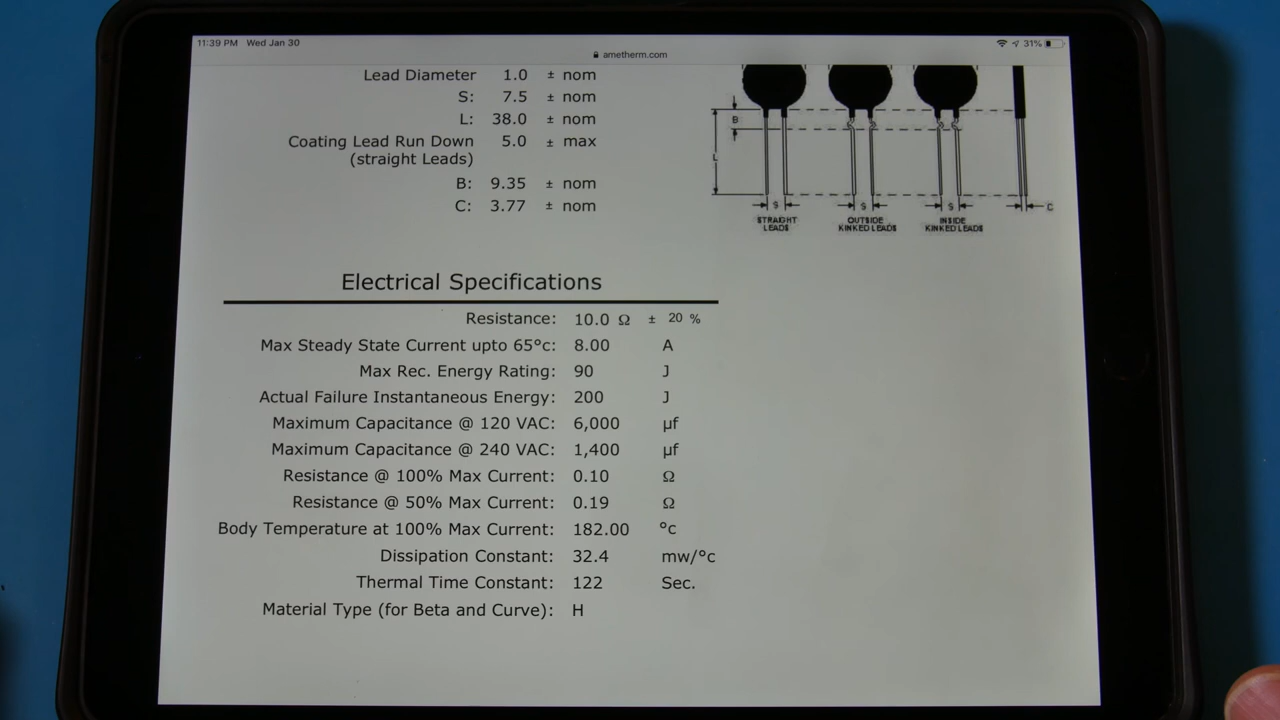 11:39 PM Wed Jan 30
31%
ametherm.com
Lead Diameter 1.0 ± nom
S: 7.5 ± nom
L: 38.0 ± nom
Coating Lead Run Down 5.0 ± max
(straight Leads)
B: 9.35 ± nom
C: 3.77 ± nom
B
L
S S S C
STRAIGHT LEADS
OUTSIDE KINKED LEADS
INSIDE KINKED LEADS
Electrical Specifications
Resistance: 10.0 Ω ± 20 %
Max Steady State Current upto 65°c: 8.00 A
Max Rec. Energy Rating: 90 J
Actual Failure Instantaneous Energy: 200 J
Maximum Capacitance @ 120 VAC: 6,000 µf
Maximum Capacitance @ 240 VAC: 1,400 µf
Resistance @ 100% Max Current: 0.10 Ω
Resistance @ 50% Max Current: 0.19 Ω
Body Temperature at 100% Max Current: 182.00 °c
Dissipation Constant: 32.4 mw/°c
Thermal Time Constant: 122 Sec.
Material Type (for Beta and Curve): H